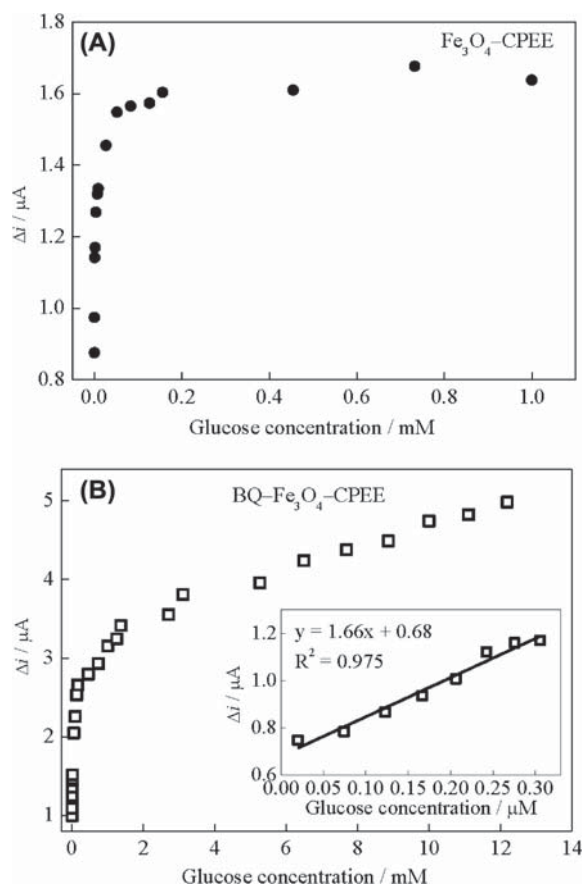 (A)
Fe₃O₄–CPEE
1.8
1.6
1.4
1.2
1.0
0.8
Δi / μA
0.0 0.2 0.4 0.6 0.8 1.0
Glucose concentration / mM
(B)
BQ–Fe₃O₄–CPEE
5
4
3
2
1
Δi / μA
y = 1.66x + 0.68
R² = 0.975
1.2
1.0
0.8
0.6
Δi / μA
0.00 0.05 0.10 0.15 0.20 0.25 0.30
Glucose concentration / μM
0 2 4 6 8 10 12 14
Glucose concentration / mM